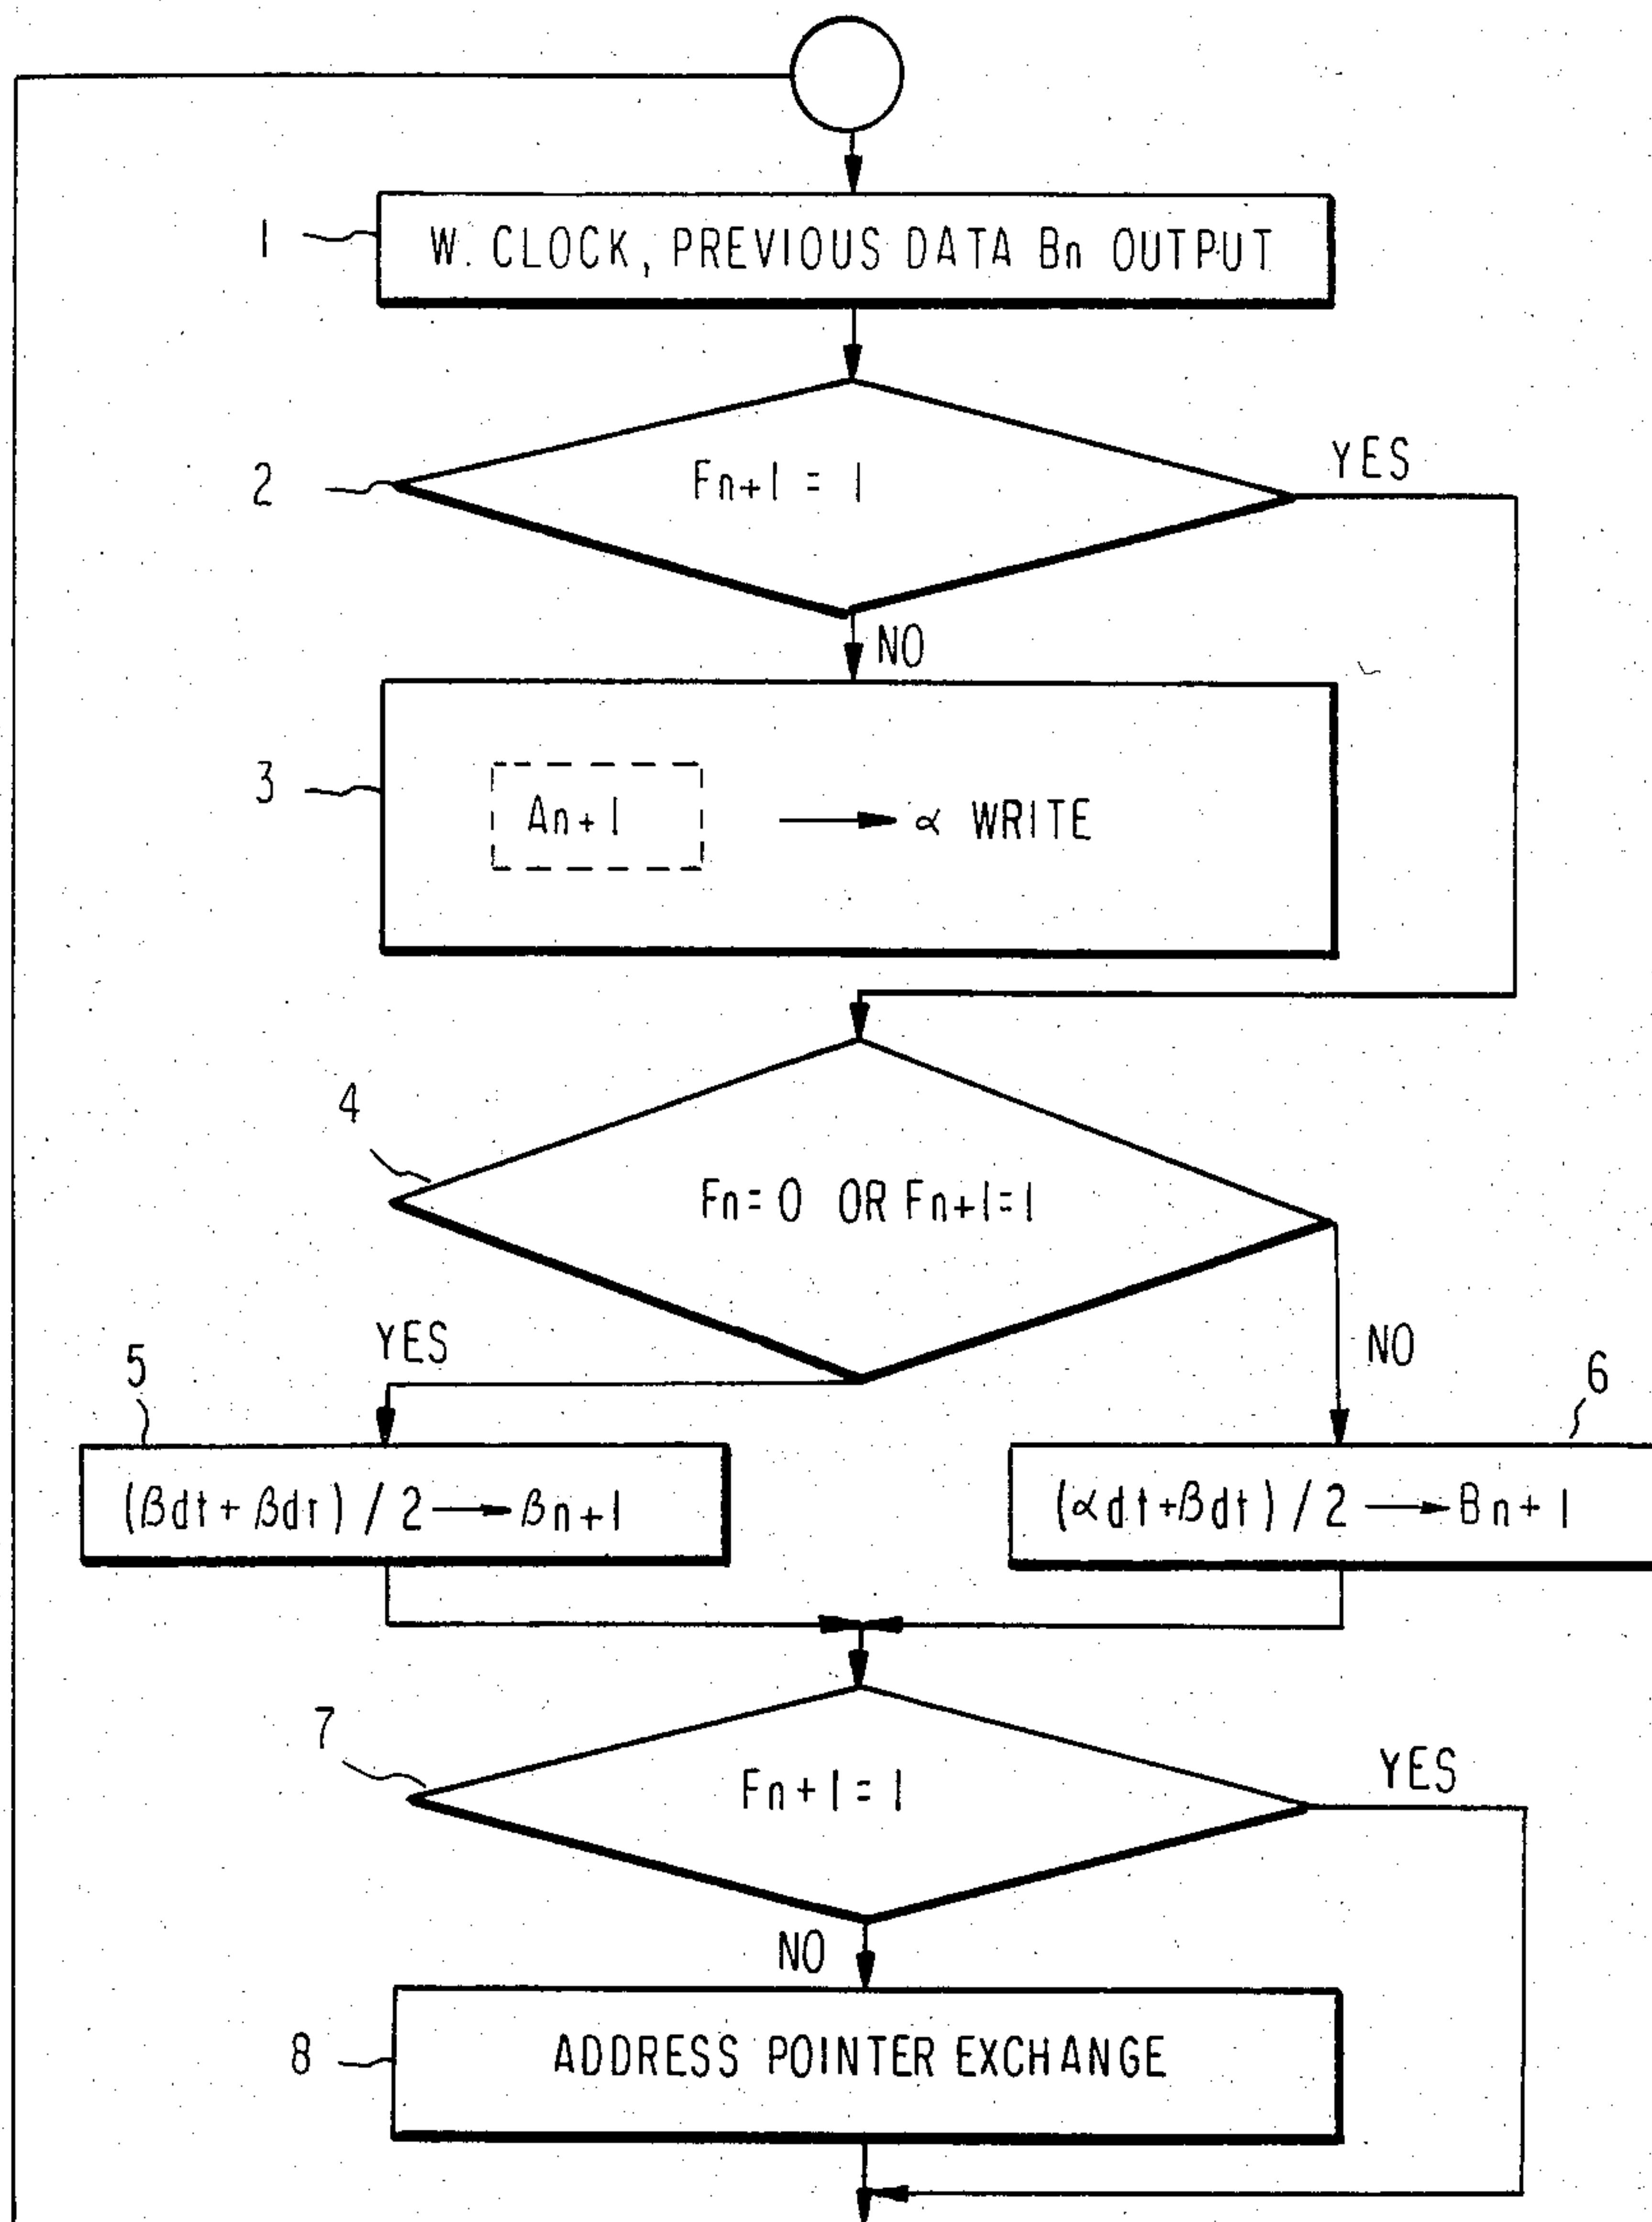 1
W. CLOCK, PREVIOUS DATA Bn OUTPUT
2
Fn+1 = 1
YES
NO
3
An+1
α WRITE
4
Fn=0 OR Fn+1=1
YES
NO
5
(βdt+βdt)/2→βn+1
6
(αdt+βdt)/2→Bn+1
7
Fn+1=1
YES
NO
8
ADDRESS POINTER EXCHANGE